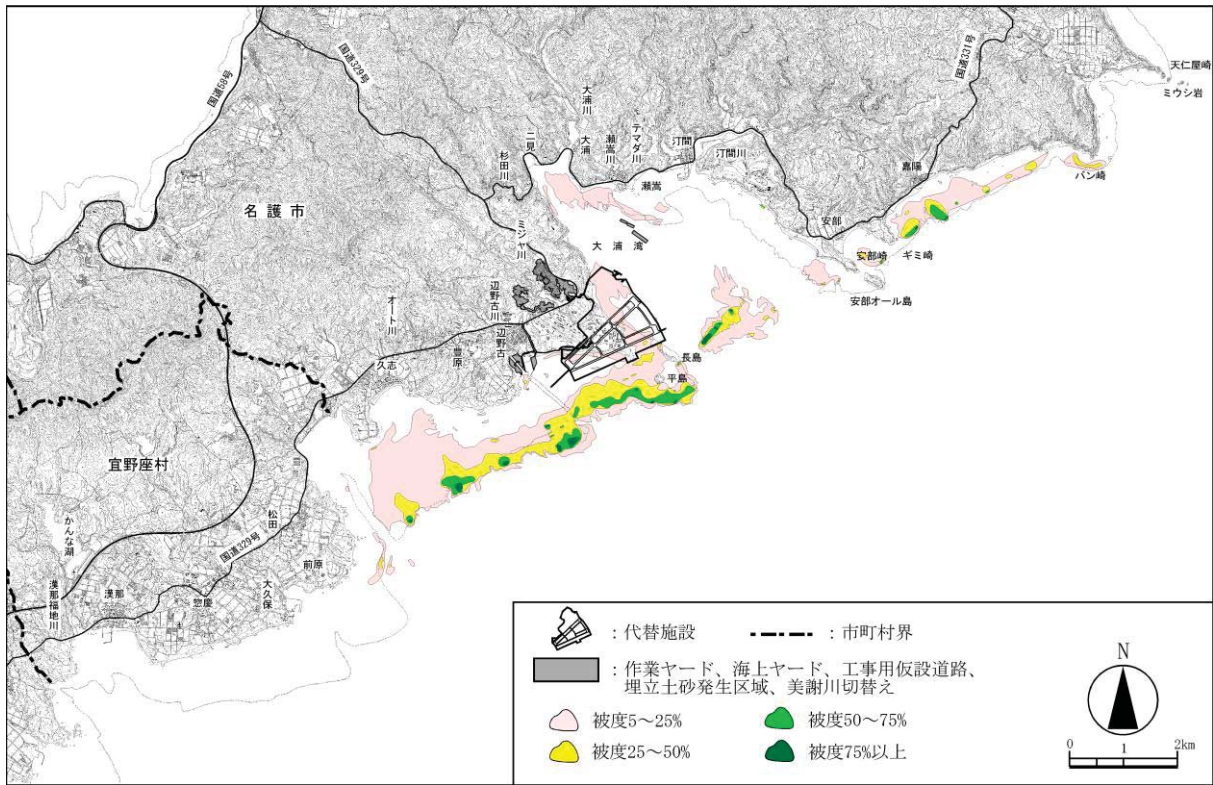 国道58号
国道329号
国道331号
天仁屋崎
ミウシ岩
バン崎
嘉陽
ギミ崎
安部
安部崎
安部オール島
汀間
汀間川
テマダ川
瀬嵩川
瀬嵩
大浦川
大浦
二見
杉田川
大浦湾
ミジャ川
名護市
辺野古川
辺野古
豊原
オート川
久志
長島
平島
宜野座村
かんな湖
松田
国道329号
前原
大久保
惣慶
漢那
漢那福地川
:代替施設
:市町村界
:作業ヤード、海上ヤード、工事用仮設道路、
埋立土砂発生区域、美謝川切替え
被度5~25%
被度50~75%
被度25~50%
被度75%以上
N
0 1 2km